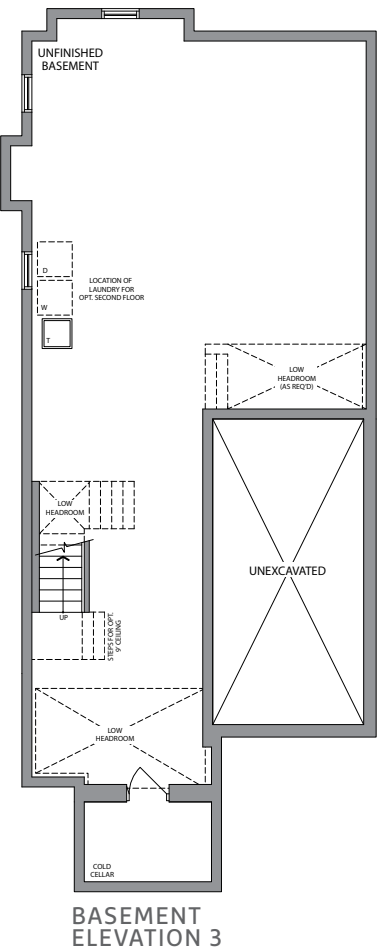 UNFINISHED
BASEMENT
D
LOCATION OF
LAUNDRY FOR
OPT. SECOND FLOOR
W
T
LOW
HEADROOM
(AS REQ'D)
LOW
HEADROOM
UNEXCAVATED
UP
STEPS FOR OPT.
9' CEILING
LOW
HEADROOM
COLD
CELLAR
BASEMENT
ELEVATION 3